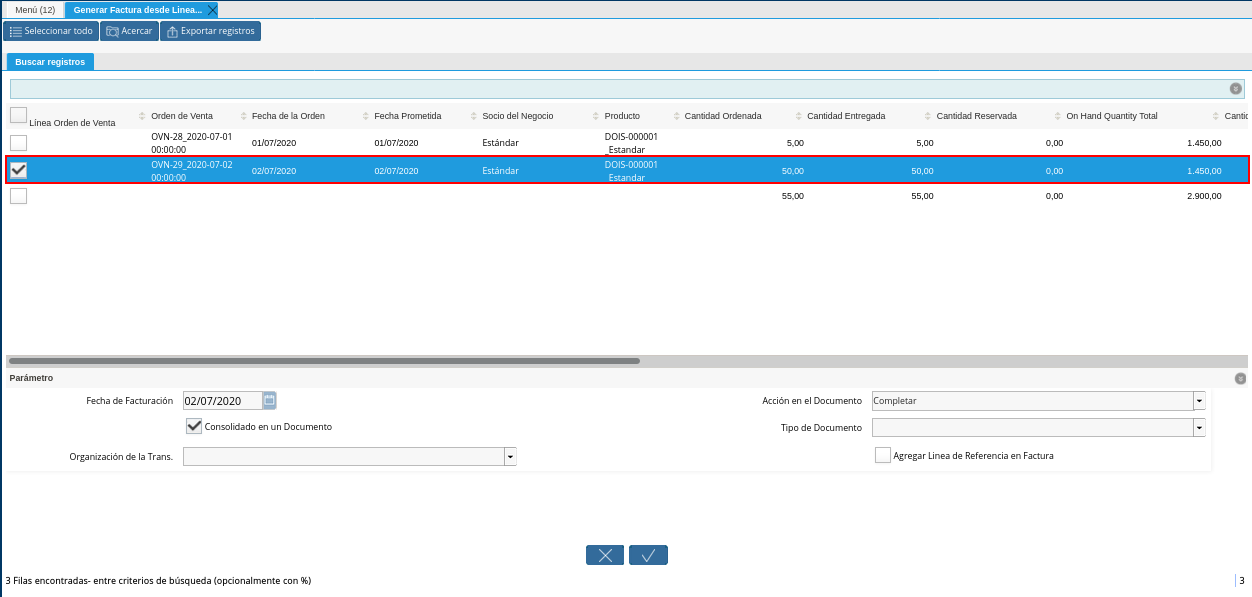 Menú (12) Generar Factura desde Linea...
Seleccionar todo Acercar Exportar registros
Buscar registros
Línea Orden de Venta Orden de Venta Fecha de la Orden Fecha Prometida Socio del Negocio Producto Cantidad Ordenada Cantidad Entregada Cantidad Reservada On Hand Quantity Total
OVN-28_2020-07-01 00:00:00 01/07/2020 01/07/2020 Estándar DOIS-000001_Estandar 5,00 5,00 0,00 1.450,00
OVN-29_2020-07-02 00:00:00 02/07/2020 02/07/2020 Estándar DOIS-000001_Estandar 50,00 50,00 0,00 1.450,00
55,00 55,00 0,00 2.900,00
Parámetro
Fecha de Facturación 02/07/2020 Acción en el Documento Completar
Consolidado en un Documento Tipo de Documento
Organización de la Trans. Agregar Linea de Referencia en Factura
3 Filas encontradas- entre criterios de búsqueda (opcionalmente con %) 3